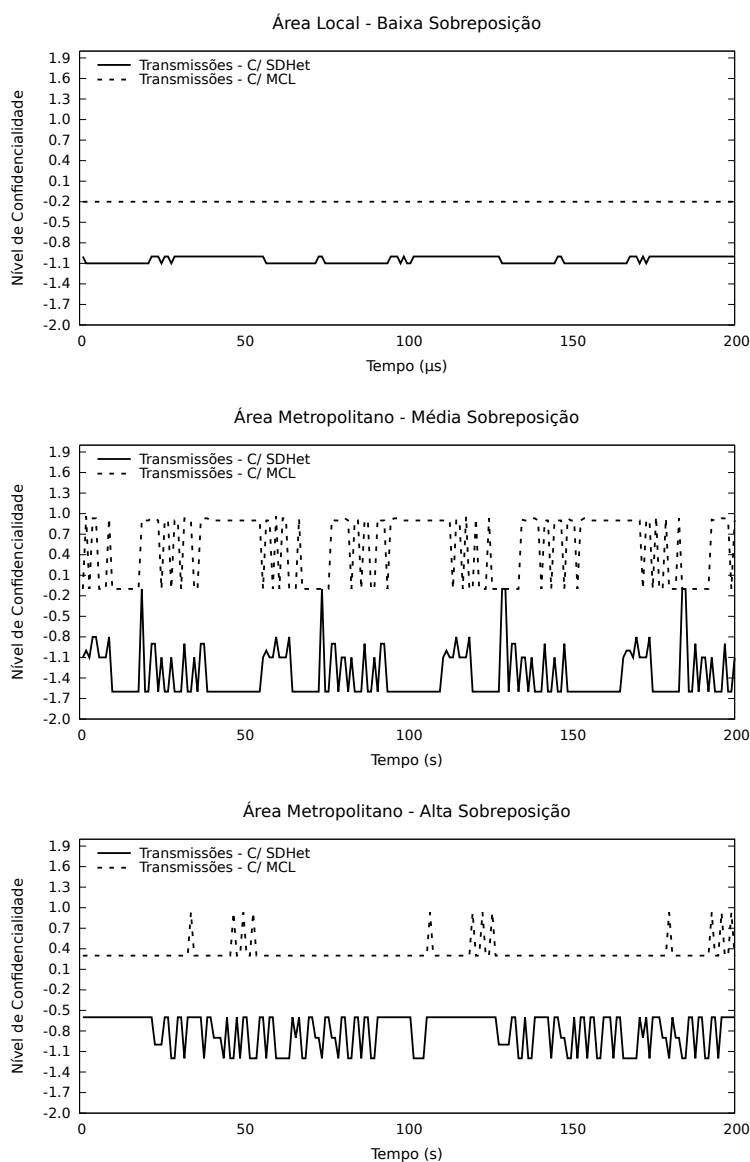 Área Local - Baixa Sobreposição
Nível de Confidencialidade
1.9
1.6
1.3
1.0
0.7
0.4
0.1
-0.2
-0.5
-0.8
-1.1
-1.4
-1.7
-2.0
Transmissões - C/ SDHet
Transmissões - C/ MCL
0 50 100 150 200
Tempo (µs)
Área Metropolitano - Média Sobreposição
Nível de Confidencialidade
1.9
1.6
1.3
1.0
0.7
0.4
0.1
-0.2
-0.5
-0.8
-1.1
-1.4
-1.7
-2.0
Transmissões - C/ SDHet
Transmissões - C/ MCL
0 50 100 150 200
Tempo (s)
Área Metropolitano - Alta Sobreposição
Nível de Confidencialidade
1.9
1.6
1.3
1.0
0.7
0.4
0.1
-0.2
-0.5
-0.8
-1.1
-1.4
-1.7
-2.0
Transmissões - C/ SDHet
Transmissões - C/ MCL
0 50 100 150 200
Tempo (s)